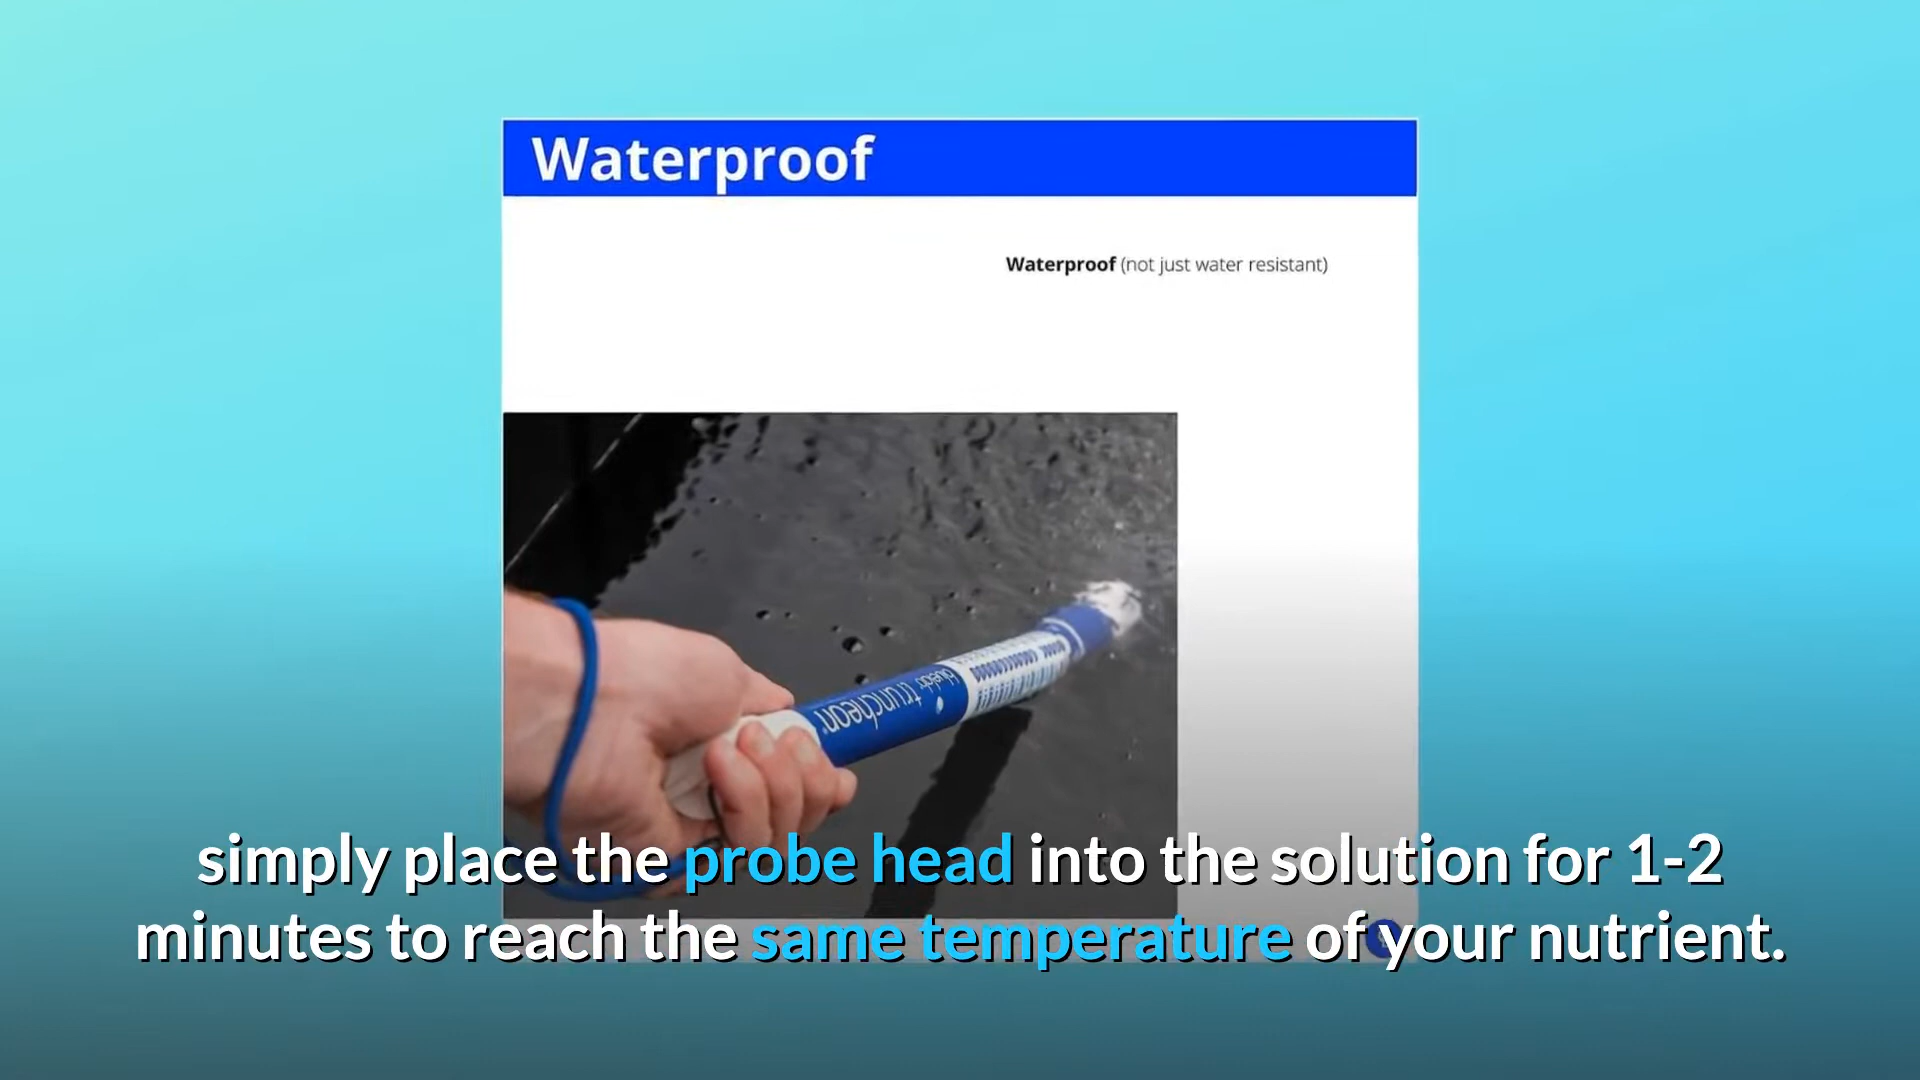 Waterproof
Waterproof (not just water resistant)
bluelab truncheon®
simply place the probe head into the solution for 1-2
minutes to reach the same temperature of your nutrient.